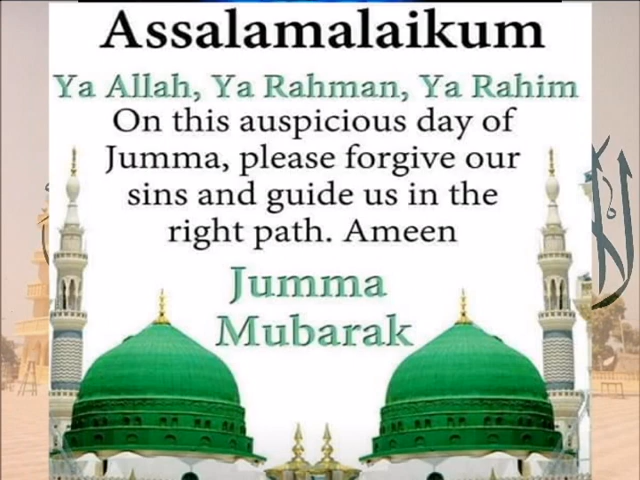 Assalamalaikum
Ya Allah, Ya Rahman, Ya Rahim
On this auspicious day of
Jumma, please forgive our
sins and guide us in the
right path. Ameen
Jumma
Mubarak